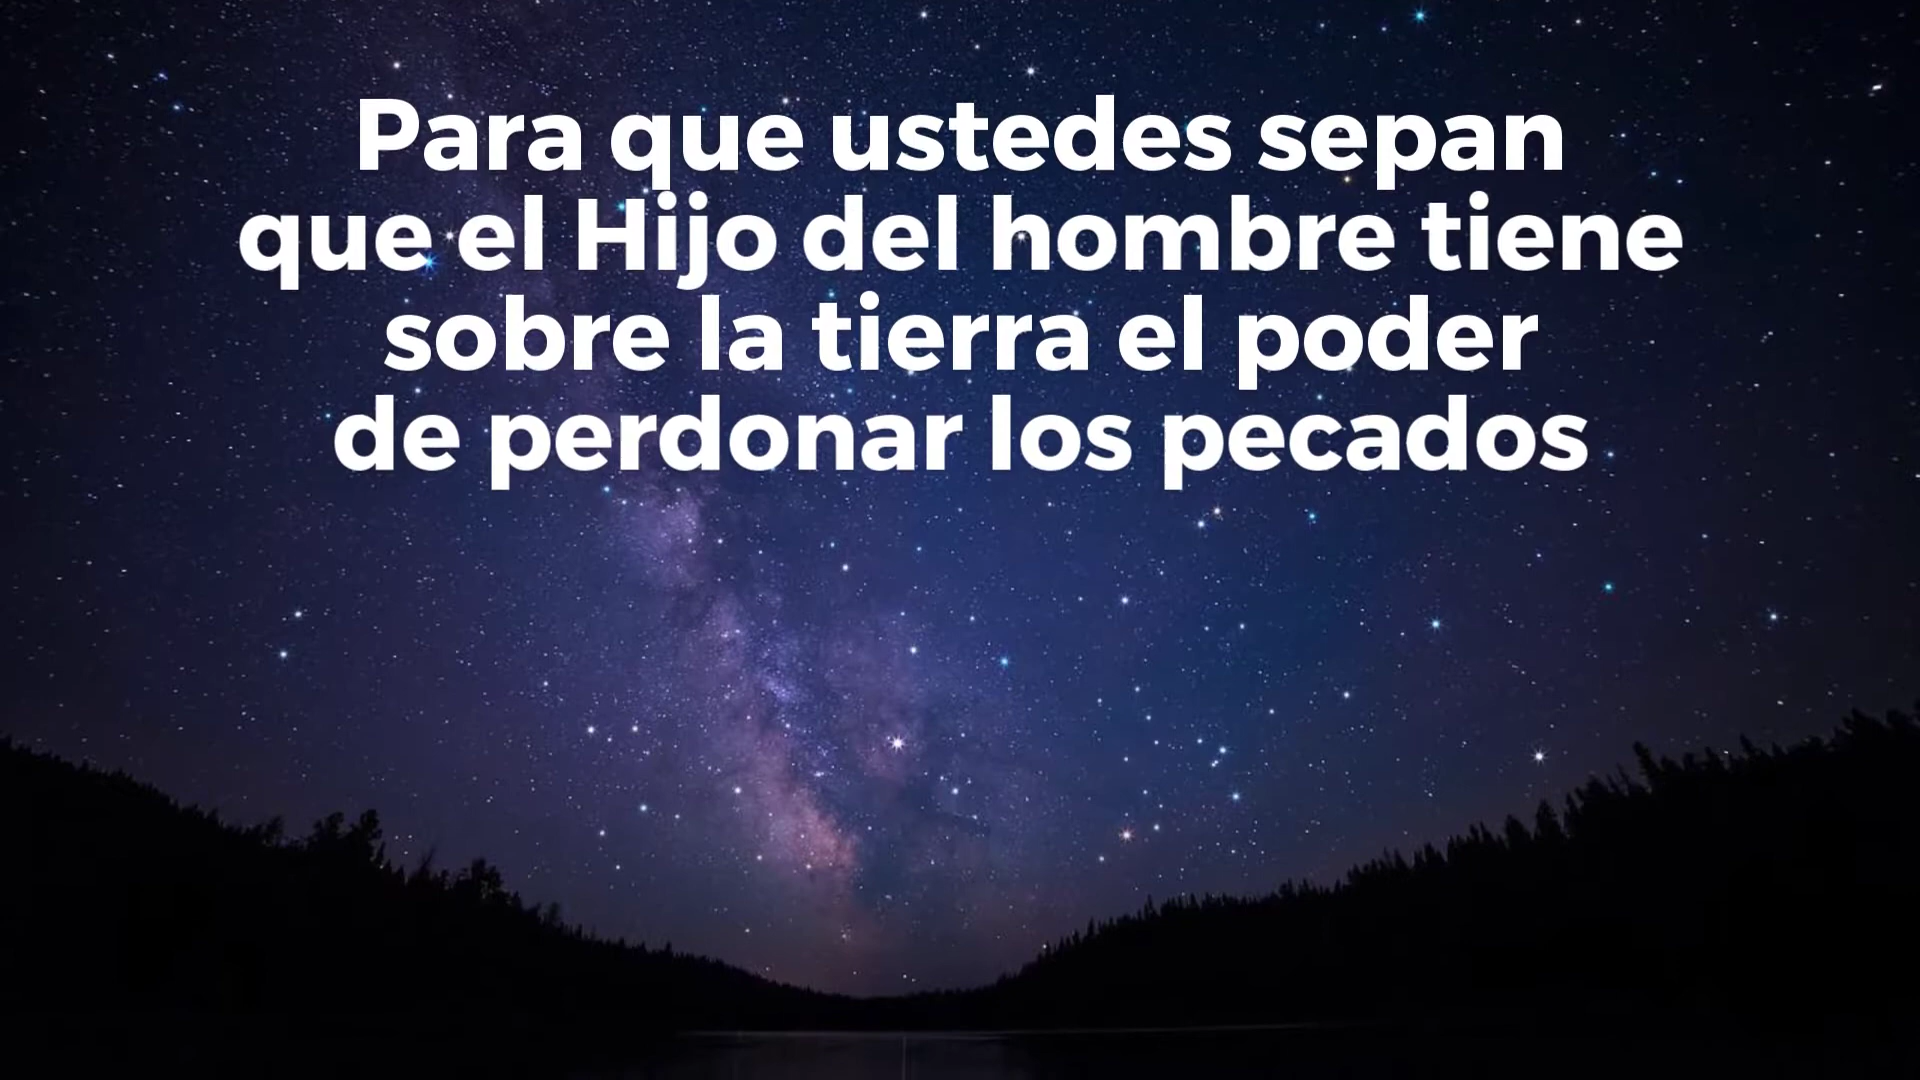 Para que ustedes sepan
que el Hijo del hombre tiene
sobre la tierra el poder
de perdonar los pecados